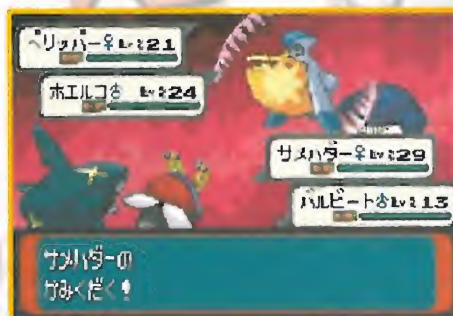 ペリッパー♀ Lv:21
ホエルコ♂ Lv:24
サメハダー♀ Lv:29
バルビート♂ Lv:13
サメハダーの
かみくだく!